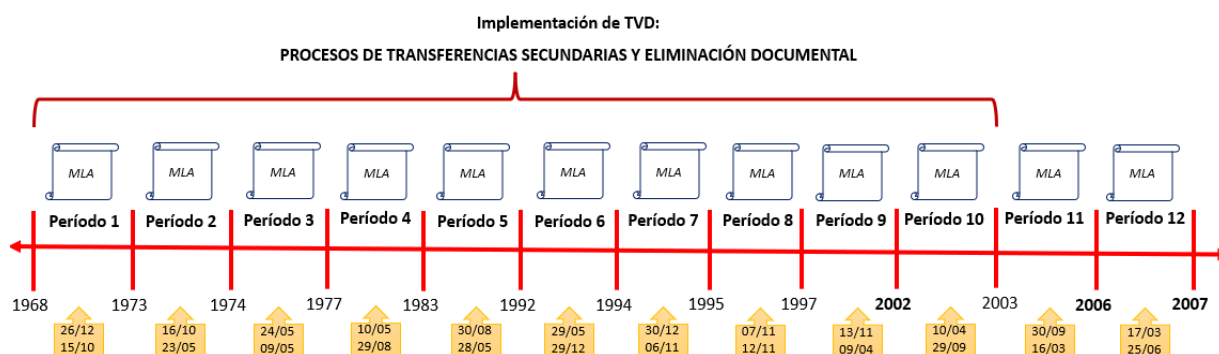 Implementación de TVD:
PROCESOS DE TRANSFERENCIAS SECUNDARIAS Y ELIMINACIÓN DOCUMENTAL
MLA MLA MLA MLA MLA MLA MLA MLA MLA MLA MLA MLA
Período 1 Período 2 Período 3 Período 4 Período 5 Período 6 Período 7 Período 8 Período 9 Período 10 Período 11 Período 12
1968 1973 1974 1977 1983 1992 1994 1995 1997 2002 2003 2006 2007
26/12 16/10 24/05 10/05 30/08 29/05 30/12 07/11 13/11 10/04 30/09 17/03
15/10 23/05 09/05 29/08 28/05 29/12 06/11 12/11 09/04 29/09 16/03 25/06